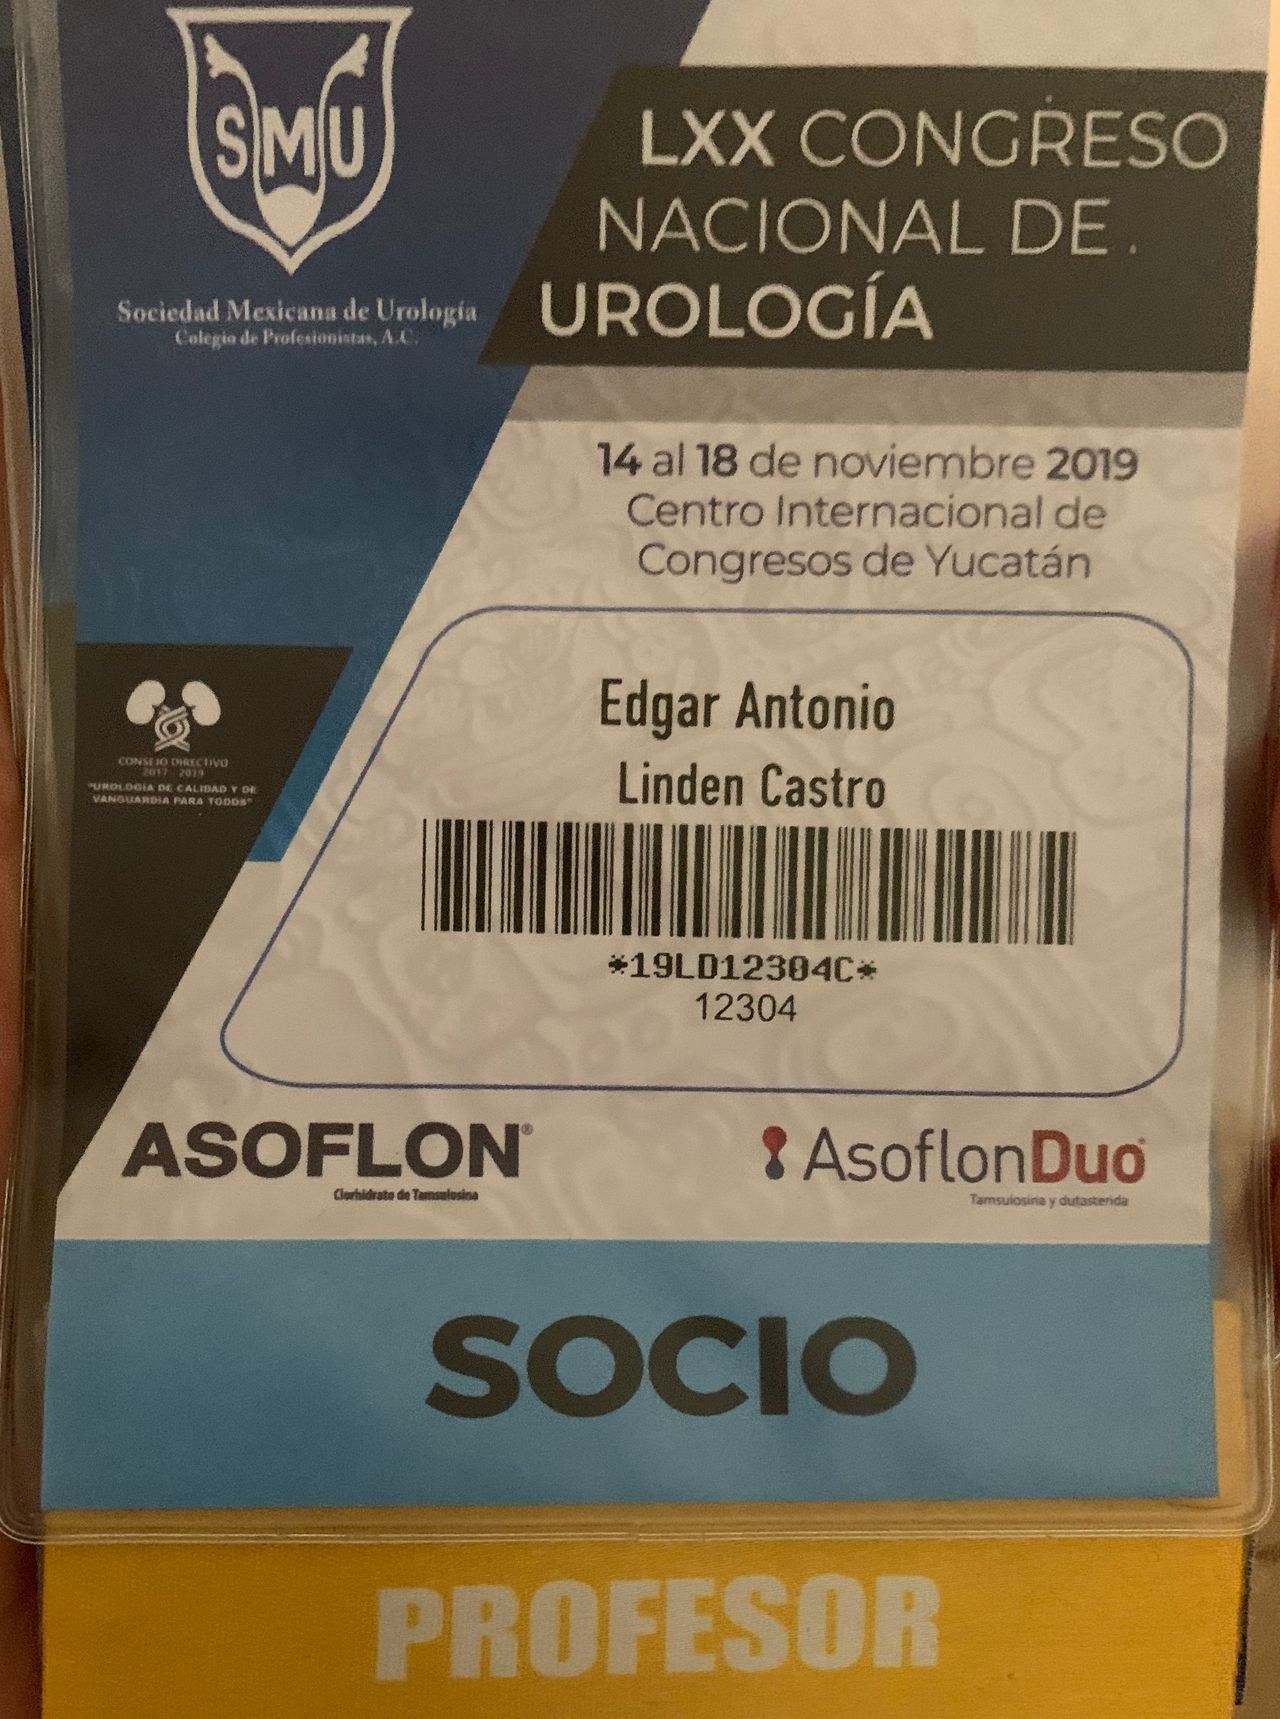 SMU
Sociedad Mexicana de Urología
Colegio de Profesionistas, A.C.
LXX CONGRESO
NACIONAL DE
UROLOGÍA
14 al 18 de noviembre 2019
Centro Internacional de
Congresos de Yucatán
CONSEJO DIRECTIVO
2017 - 2019
"UROLOGIA DE CALIDAD Y DE
VANGUARDIA PARA TODOS"
Edgar Antonio
Linden Castro
*19LD12304C*
12304
ASOFLON®
Clorhidrato de Tamsulosina
AsoflonDuo®
Tamsulosina y dutasterida
SOCIO
PROFESOR